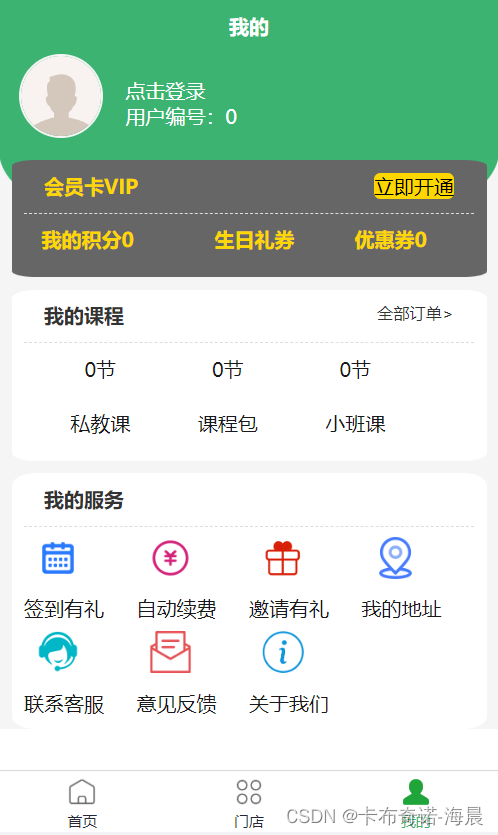 我的
点击登录
用户编号：0
会员卡VIP 立即开通
我的积分0 生日礼券 优惠券0
我的课程 全部订单>
0节 0节 0节
私教课 课程包 小班课
我的服务
签到有礼 自动续费 邀请有礼 我的地址
联系客服 意见反馈 关于我们
首页 门店 我的
CSDN @卡布奇诺-海晨